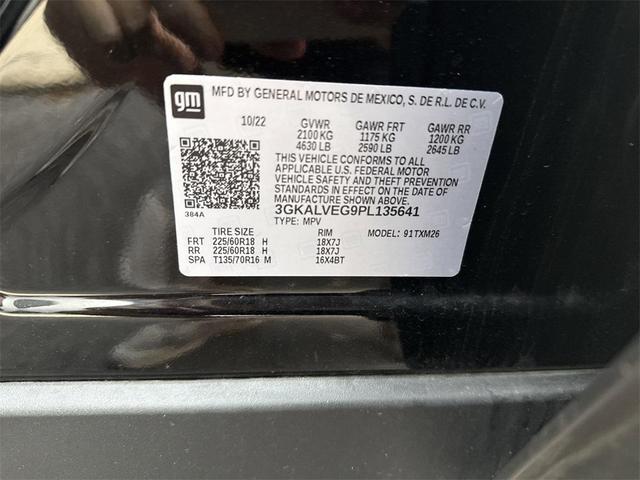 gm
MFD BY GENERAL MOTORS DE MEXICO, S. DE R.L. DE C.V.
10/22 GVWR GAWR FRT GAWR RR
2100 KG 1175 KG 1200 KG
4630 LB 2590 LB 2645 LB
THIS VEHICLE CONFORMS TO ALL
APPLICABLE U.S. FEDERAL MOTOR
VEHICLE SAFETY AND THEFT PREVENTION
STANDARDS IN EFFECT ON THE DATE
OF MANUFACTURE SHOWN ABOVE.
384A 3GKALVEG9PL135641
TYPE: MPV
TIRE SIZE RIM MODEL: 91TXM26
FRT 225/60R18 H 18X7J
RR 225/60R18 H 18X7J
SPA T135/70R16 M 16X4BT